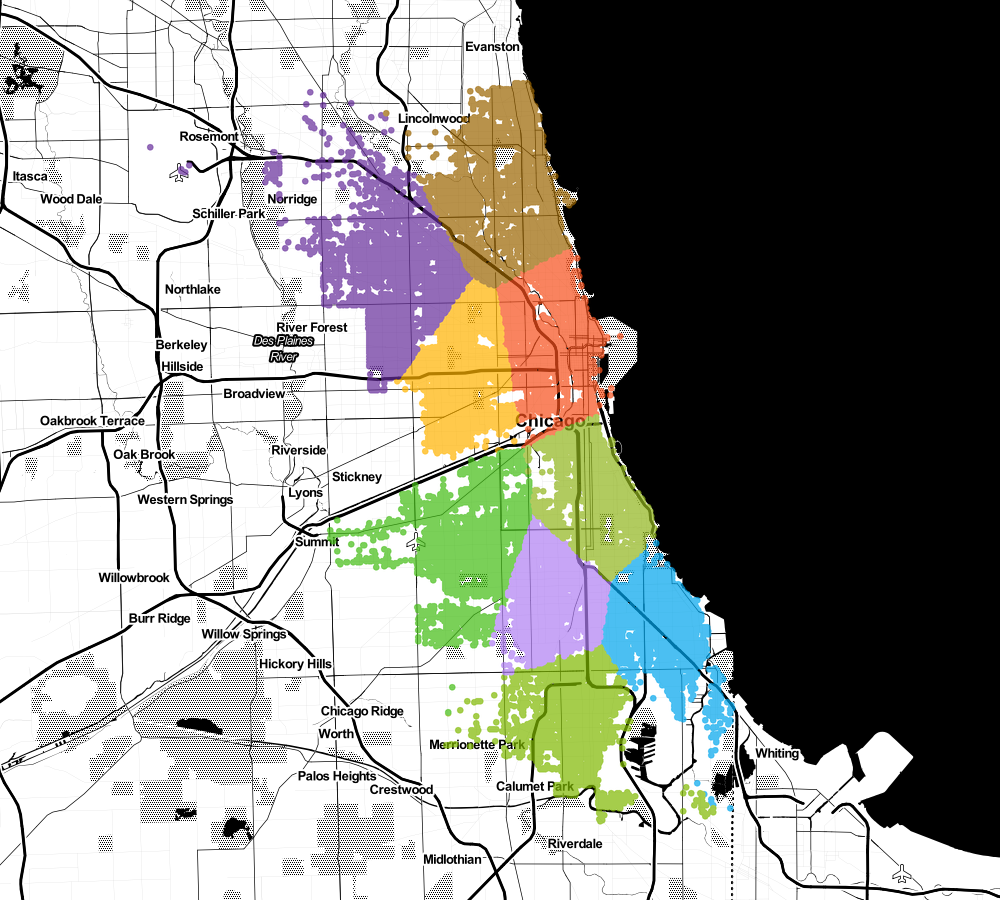 Evanston
Lincolnwood
Rosemont
Itasca
Wood Dale
Norridge
Schiller Park
Northlake
River Forest
Des Plaines
River
Berkeley
Hillside
Broadview
Oakbrook Terrace
Chicago
Oak Brook
Riverside
Stickney
Lyons
Western Springs
Summit
Willowbrook
Burr Ridge
Willow Springs
Hickory Hills
Chicago Ridge
Worth
Merrionette Park
Whiting
Palos Heights
Crestwood
Calumet Park
Riverdale
Midlothian